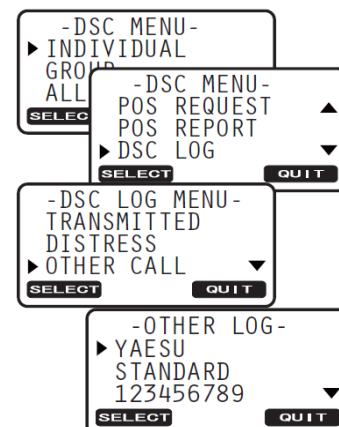 -DSC MENU-
INDIVIDUAL
GROUP
ALL
SELEC
-DSC MENU-
POS REQUEST
POS REPORT
DSC LOG
SELECT QUIT
-DSC LOG MENU-
TRANSMITTED
DISTRESS
OTHER CALL
SELECT QUIT
-OTHER LOG-
YAESU
STANDARD
123456789
SELECT QUIT